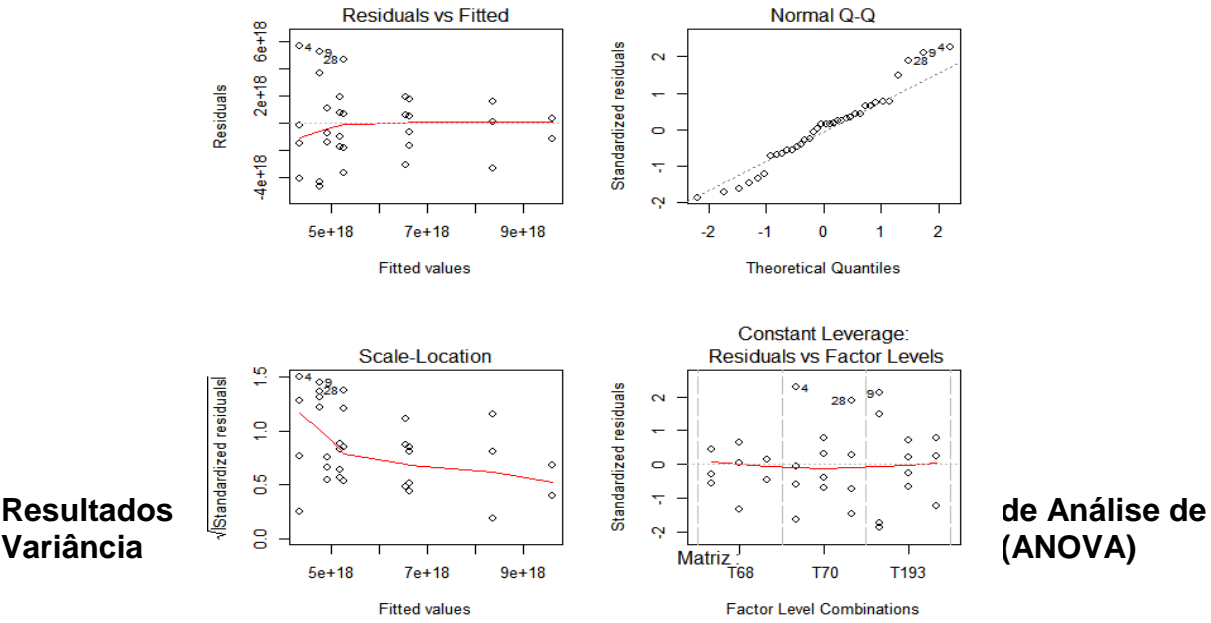 Residuals vs Fitted
Residuals
6e+18
2e+18
-4e+18
4
9
28
5e+18
7e+18
9e+18
Fitted values
Normal Q-Q
Standardized residuals
2
1
0
-1
-2
28
9
4
-2
-1
0
1
2
Theoretical Quantiles
Scale-Location
√|Standardized residuals|
1.5
1.0
0.5
0.0
4
9
28
5e+18
7e+18
9e+18
Fitted values
Constant Leverage:
Residuals vs Factor Levels
Standardized residuals
2
1
0
-1
-2
4
28
9
Matriz :
T68
T70
T193
Factor Level Combinations
Resultados de Análise de
Variância (ANOVA)